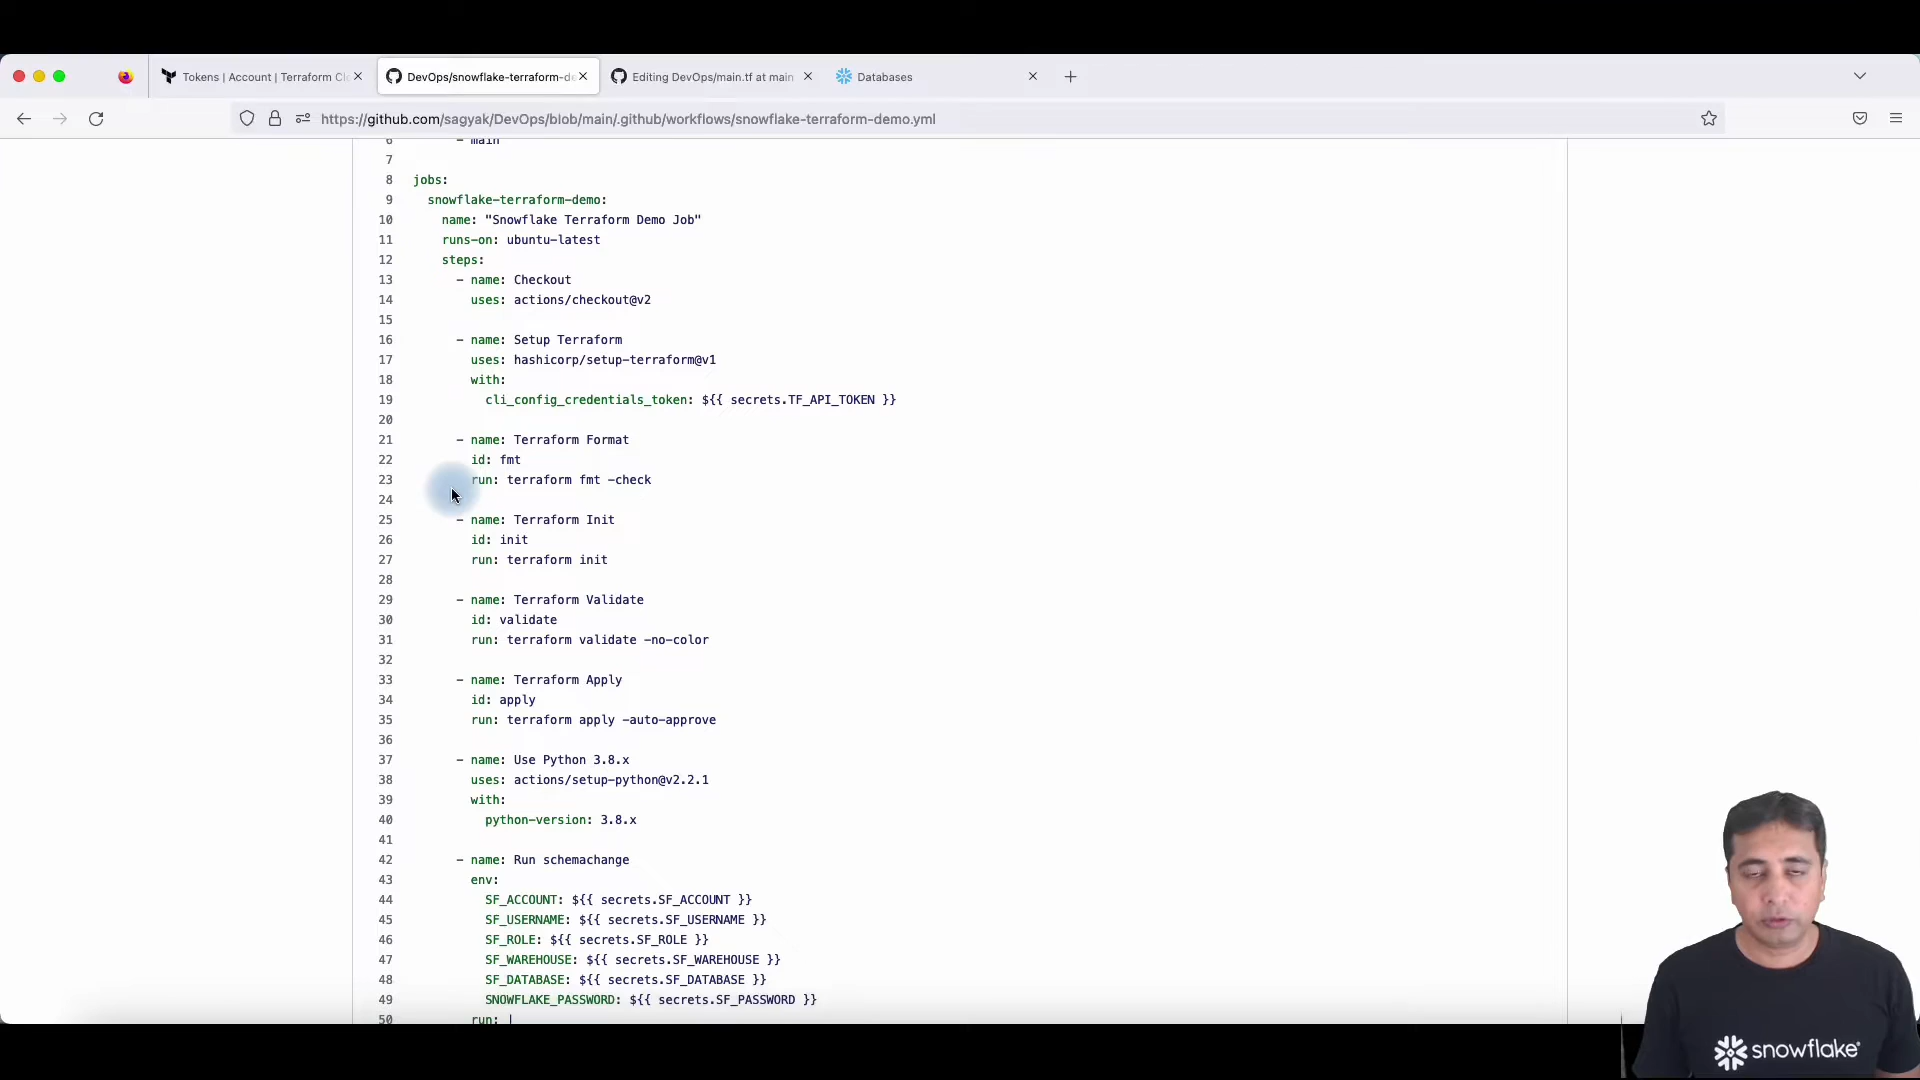 Tokens | Account | Terraform Cl
DevOps/snowflake-terraform-de
Editing DevOps/main.tf at main
Databases
https://github.com/sagyak/DevOps/blob/main/.github/workflows/snowflake-terraform-demo.yml
6 - main
7
8 jobs:
9 snowflake-terraform-demo:
10 name: "Snowflake Terraform Demo Job"
11 runs-on: ubuntu-latest
12 steps:
13 - name: Checkout
14 uses: actions/checkout@v2
15
16 - name: Setup Terraform
17 uses: hashicorp/setup-terraform@v1
18 with:
19 cli_config_credentials_token: ${{ secrets.TF_API_TOKEN }}
20
21 - name: Terraform Format
22 id: fmt
23 run: terraform fmt -check
24
25 - name: Terraform Init
26 id: init
27 run: terraform init
28
29 - name: Terraform Validate
30 id: validate
31 run: terraform validate -no-color
32
33 - name: Terraform Apply
34 id: apply
35 run: terraform apply -auto-approve
36
37 - name: Use Python 3.8.x
38 uses: actions/setup-python@v2.2.1
39 with:
40 python-version: 3.8.x
41
42 - name: Run schemachange
43 env:
44 SF_ACCOUNT: ${{ secrets.SF_ACCOUNT }}
45 SF_USERNAME: ${{ secrets.SF_USERNAME }}
46 SF_ROLE: ${{ secrets.SF_ROLE }}
47 SF_WAREHOUSE: ${{ secrets.SF_WAREHOUSE }}
48 SF_DATABASE: ${{ secrets.SF_DATABASE }}
49 SNOWFLAKE_PASSWORD: ${{ secrets.SF_PASSWORD }}
50 run: |
snowflake